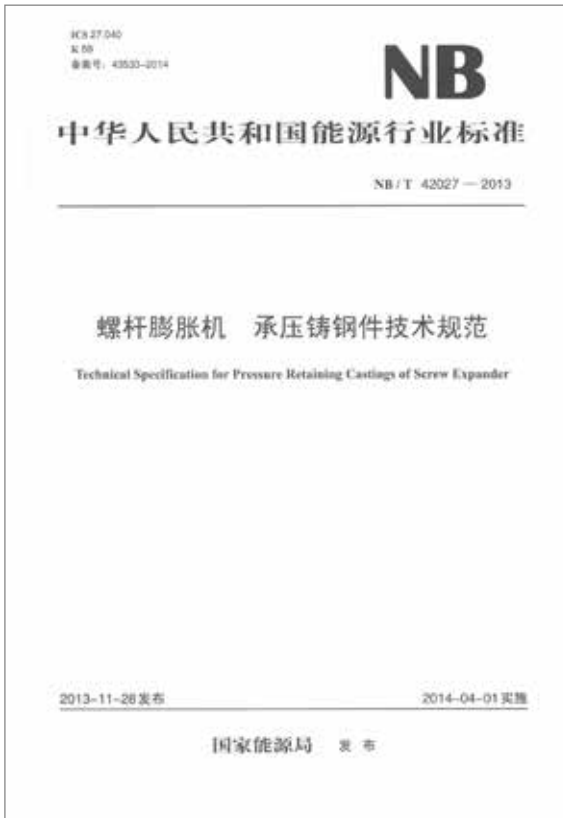 ICS 27.040
K 59
备案号：43530-2014
NB
中华人民共和国能源行业标准
NB/T 42027—2013
螺杆膨胀机 承压铸钢件技术规范
Technical Specification for Pressure Retaining Castings of Screw Expander
2013-11-28发布
2014-04-01实施
国家能源局 发布